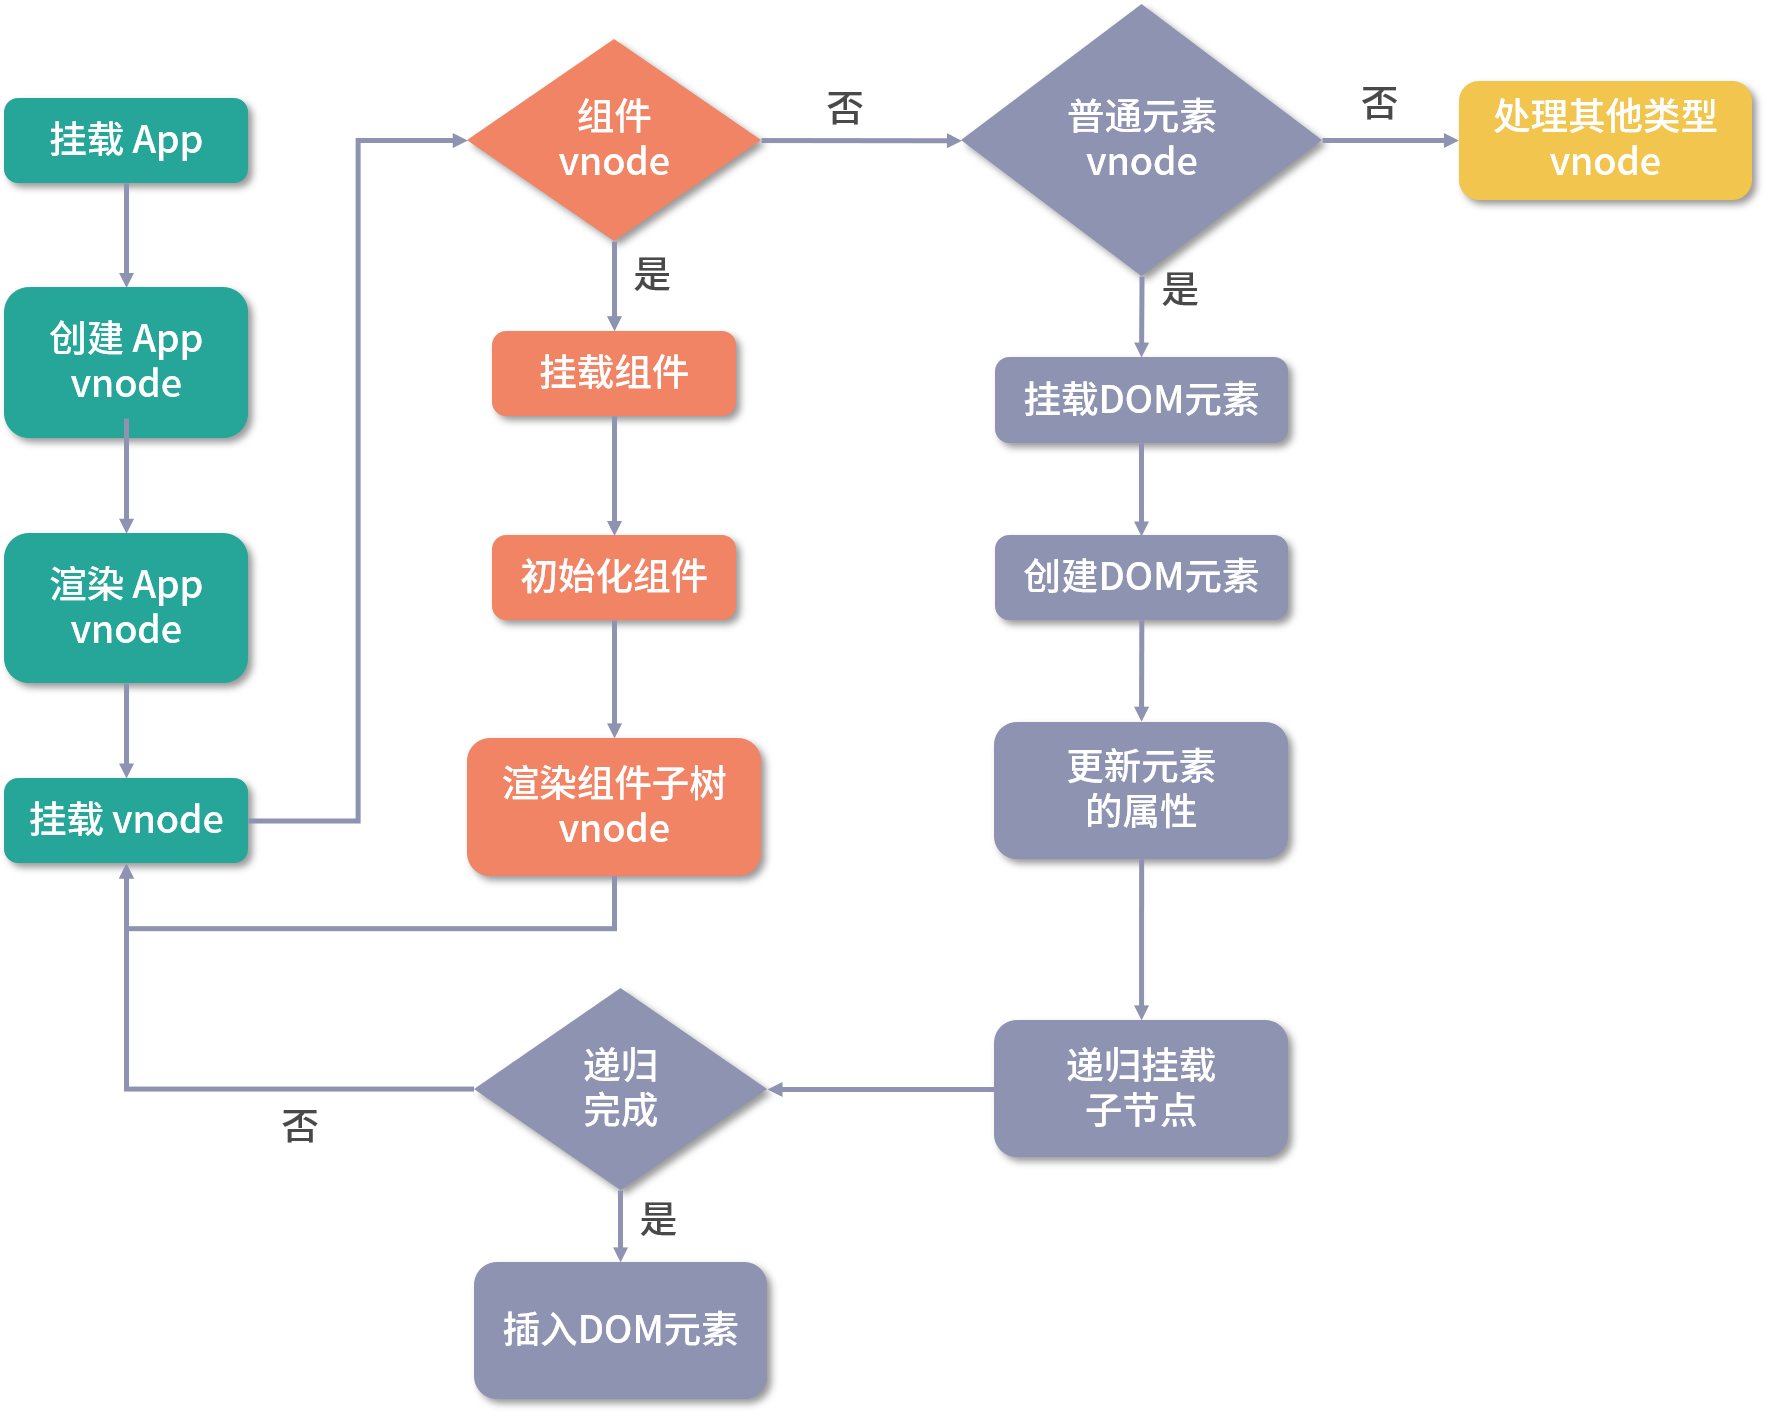 挂载 App
创建 App
vnode
渲染 App
vnode
挂载 vnode
组件
vnode
否
是
挂载组件
初始化组件
渲染组件子树
vnode
普通元素
vnode
否
是
处理其他类型
vnode
挂载DOM元素
创建DOM元素
更新元素
的属性
递归挂载
子节点
递归
完成
否
是
插入DOM元素